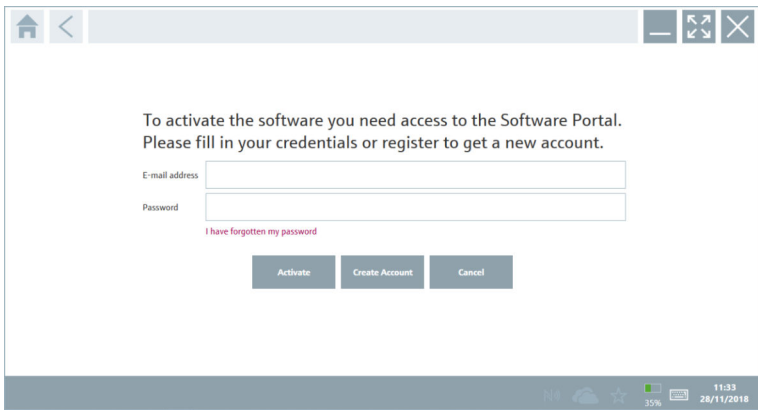 To activate the software you need access to the Software Portal.
Please fill in your credentials or register to get a new account.
E-mail address
Password
I have forgotten my password
Activate
Create Account
Cancel
35%
11:33
28/11/2018